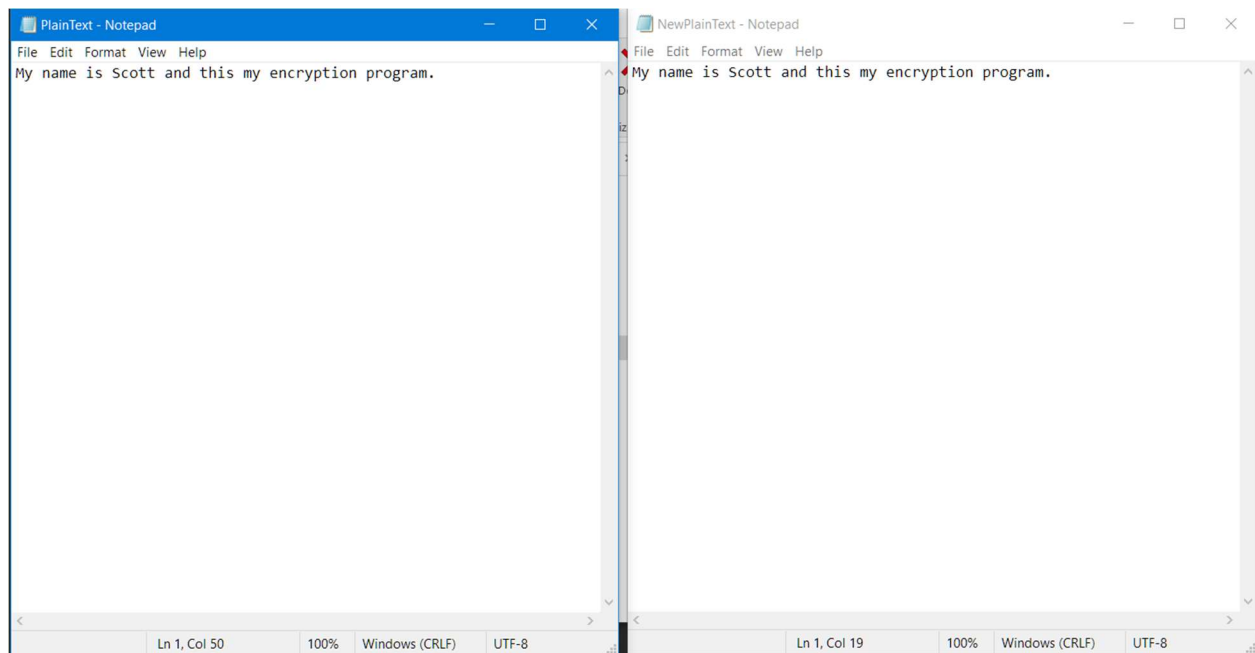 PlainText - Notepad
File Edit Format View Help
My name is Scott and this my encryption program.
Ln 1, Col 50 100% Windows (CRLF) UTF-8
NewPlainText - Notepad
File Edit Format View Help
My name is Scott and this my encryption program.
Ln 1, Col 19 100% Windows (CRLF) UTF-8